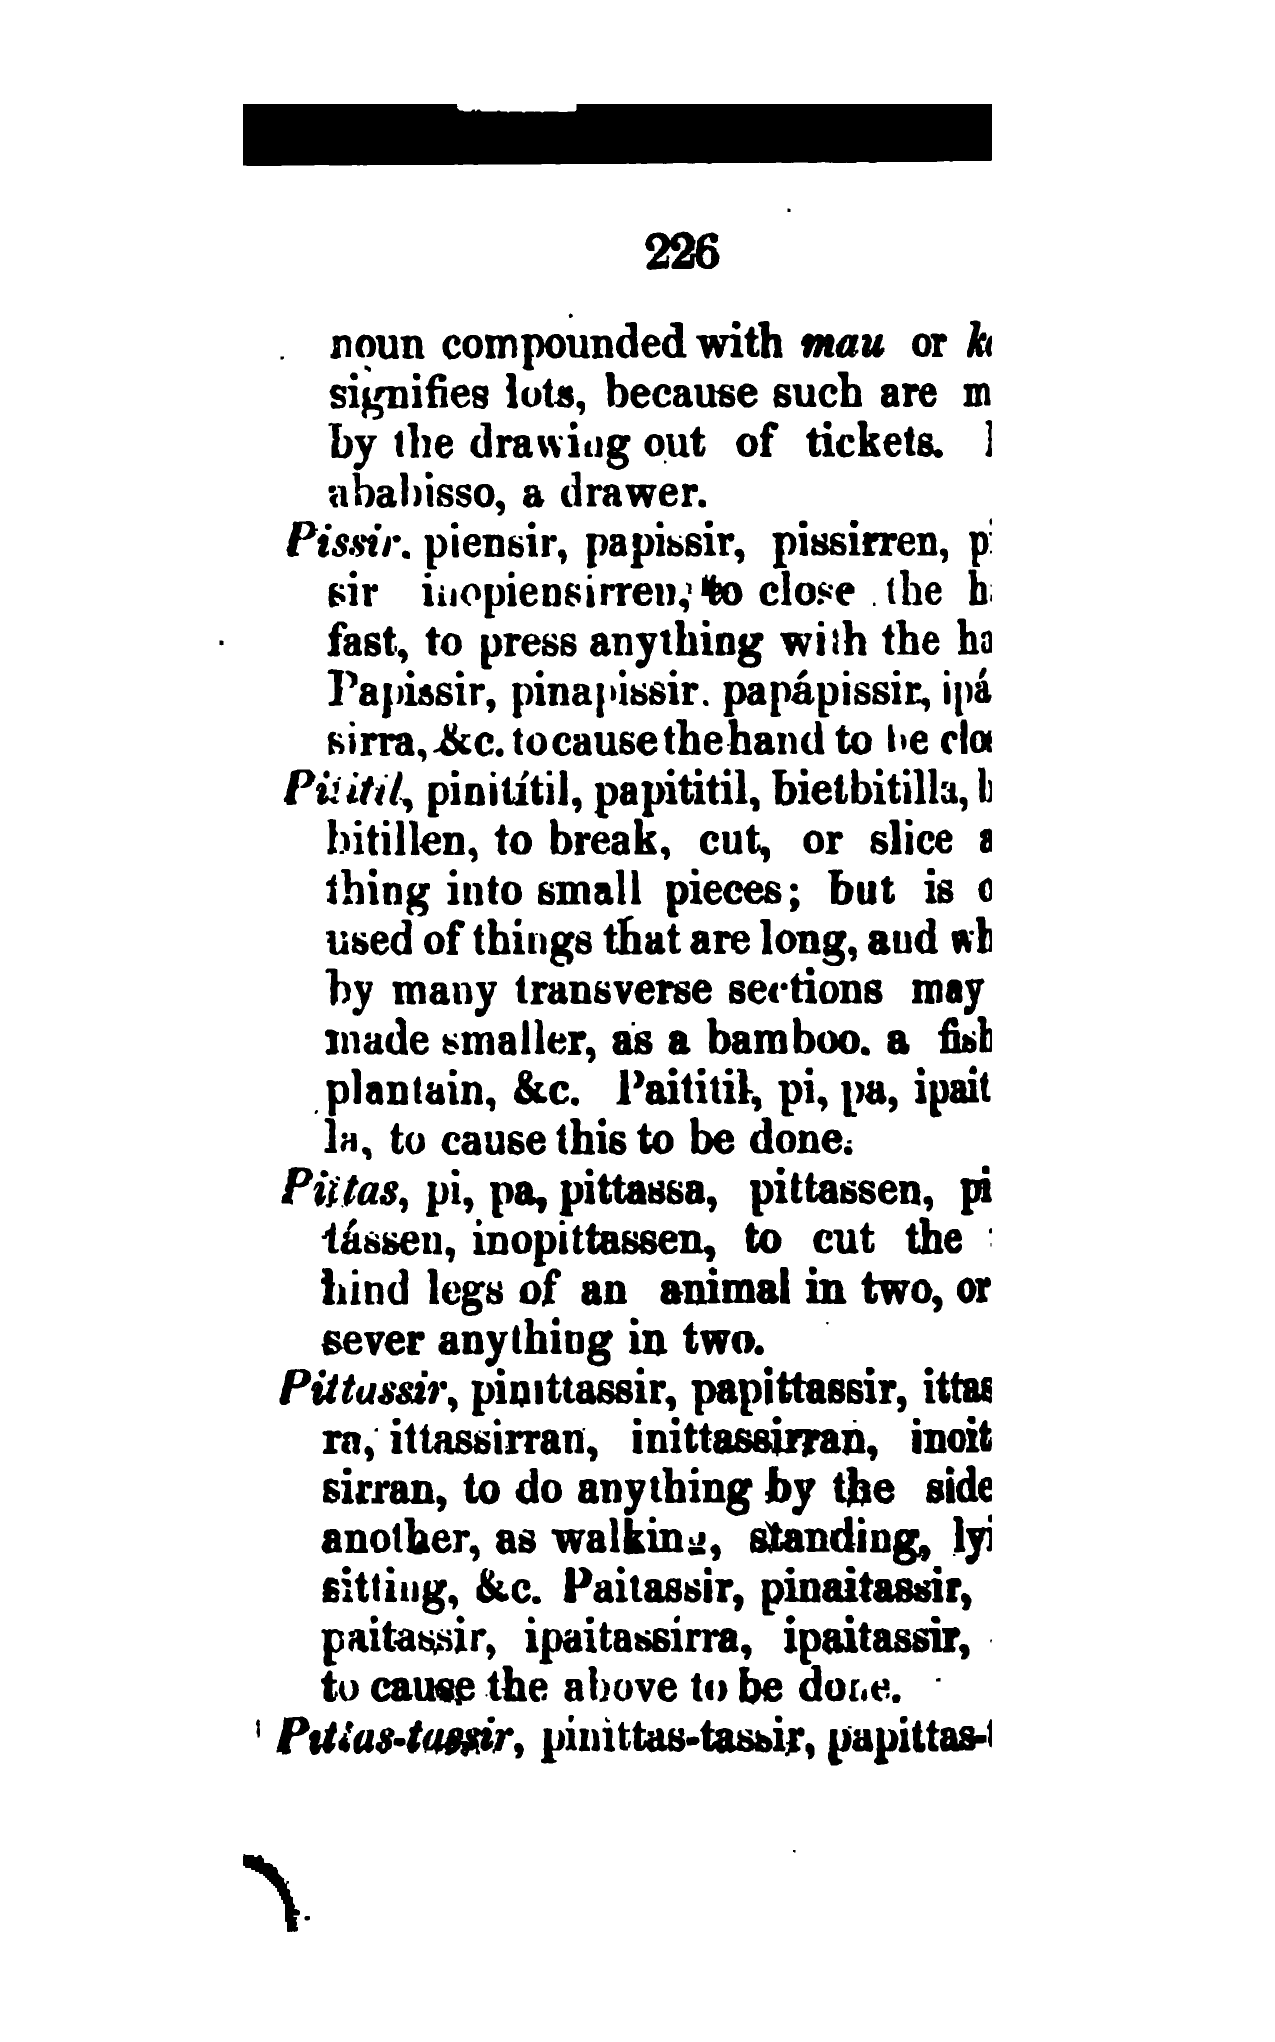 226
noun compounded with mau or
signifies lots, because such are m
by the drawing out of tickets.
ababisso, a drawer.
Pissir. piensir, papissir, pissirren,
sir inopiensirren, to close the
fast, to press anything with the ha
Papissir, pinapissir. papápissir, ipá
sirra, &c. to cause the hand to be clo
Pititil, pinitítil, papititil, bietbitilla,
bitillen, to break, cut, or slice a
thing into small pieces; but is o
used of things that are long, and wh
by many transverse sections may
made smaller, as a bamboo. a fish
plantain, &c. Paititil, pi, pa, ipait
la, to cause this to be done.
Pittas, pi, pa, pittassa, pittassen, pi
tássen, inopittassen, to cut the
hind legs of an animal in two, or
sever anything in two.
Pittassir, pinittassir, papittassir, ittas
ra, ittassirran, inittassirran, inoit
sirran, to do anything by the side
another, as walking, standing, lyi
sitting, &c. Paitassir, pinaitassir,
paitassir, ipaitassirra, ipaitassir,
to cause the above to be done.
Pittas-tassir, pinittas-tassir, papittas-